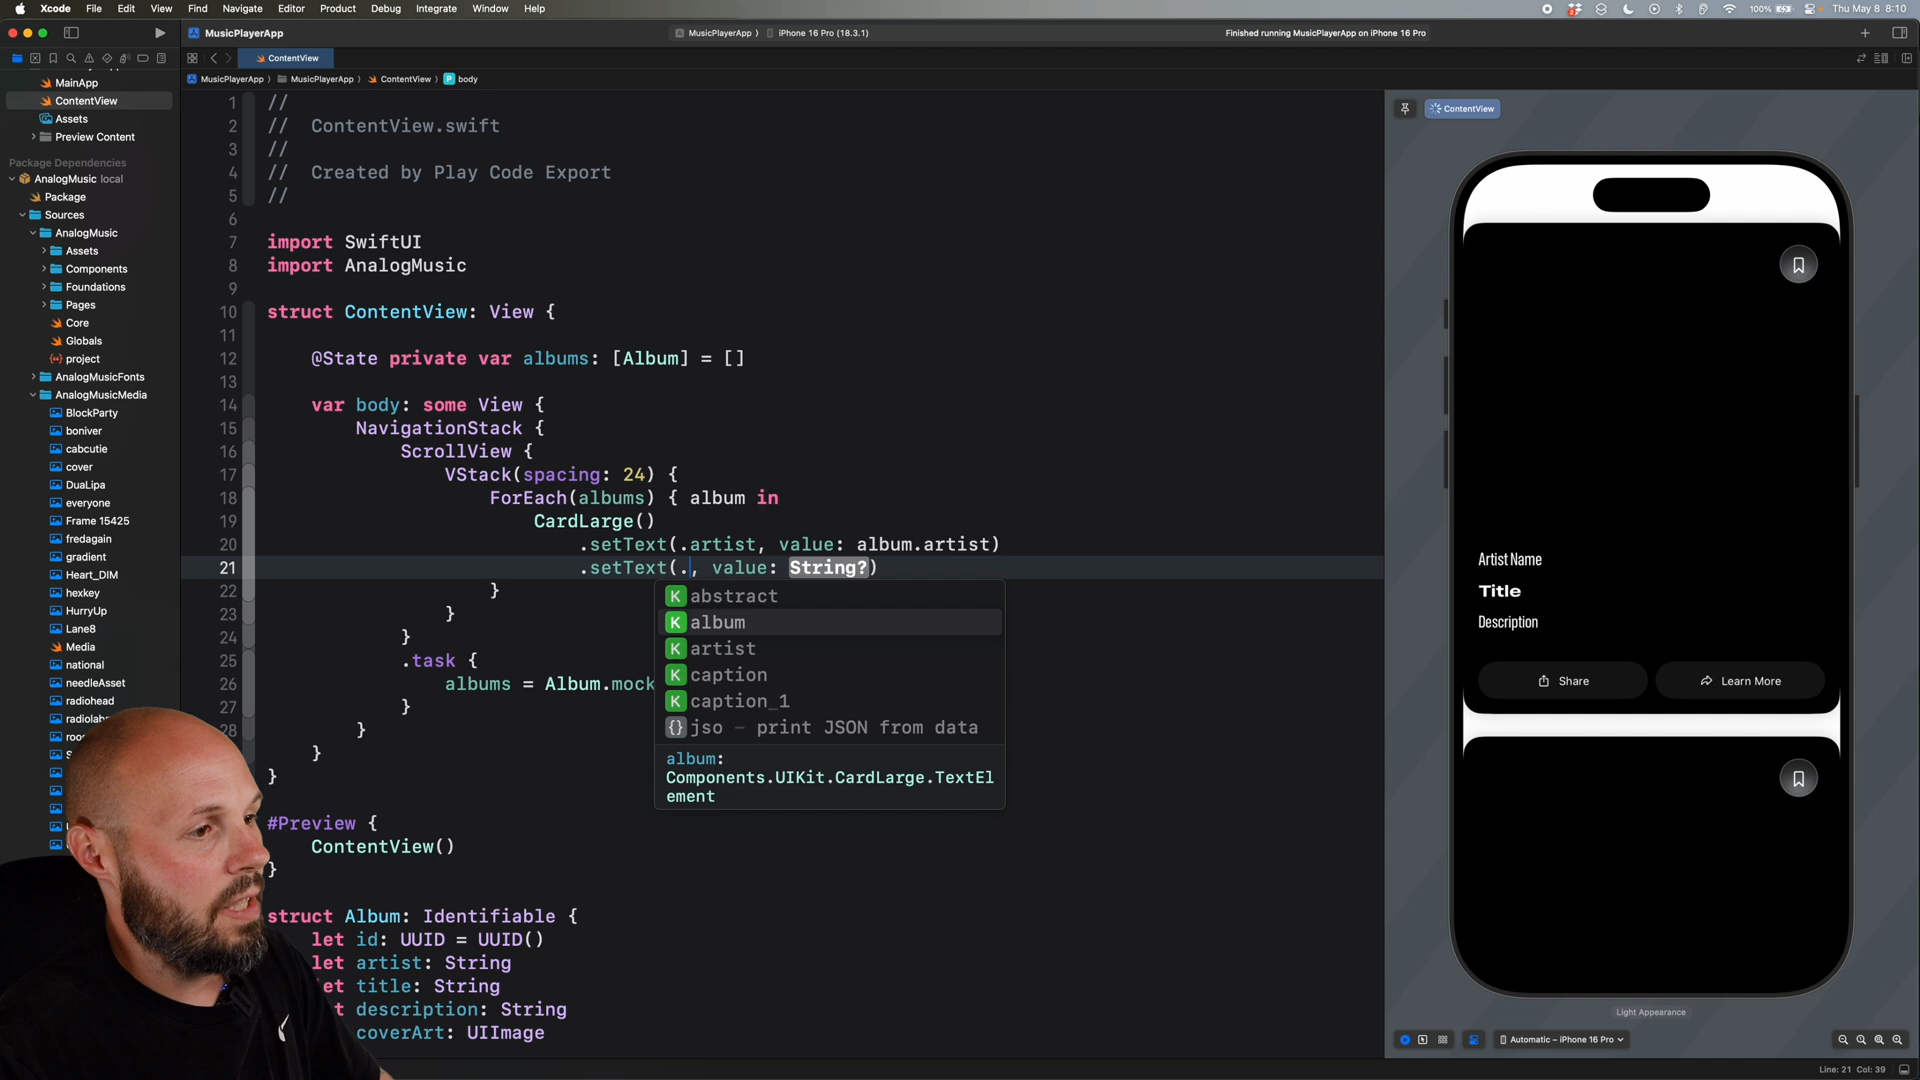 Xcode File Edit View Find Navigate Editor Product Debug Integrate Window Help 100% Thu May 8 8:10
MusicPlayerApp MusicPlayerApp iPhone 16 Pro (18.3.1) Finished running MusicPlayerApp on iPhone 16 Pro
ContentView
MusicPlayerApp MusicPlayerApp ContentView P body
MainApp
ContentView
Assets
Preview Content
Package Dependencies
AnalogMusic local
Package
Sources
AnalogMusic
Assets
Components
Foundations
Pages
Core
Globals
project
AnalogMusicFonts
AnalogMusicMedia
BlockParty
boniver
cabcutie
cover
DuaLipa
everyone
Frame 15425
fredagain
gradient
Heart_DIM
hexkey
HurryUp
Lane8
Media
national
needleAsset
radiohead
1 //
2 // ContentView.swift
3 //
4 // Created by Play Code Export
5 //
6
7 import SwiftUI
8 import AnalogMusic
9
10 struct ContentView: View {
11
12 @State private var albums: [Album] = []
13
14 var body: some View {
15 NavigationStack {
16 ScrollView {
17 VStack(spacing: 24) {
18 ForEach(albums) { album in
19 CardLarge()
20 .setText(.artist, value: album.artist)
21 .setText(., value: String?)
22 }
23 }
24 }
25 .task {
26 albums = Album.mock
27 }
28 }
}
}
#Preview {
ContentView()
}
struct Album: Identifiable {
let id: UUID = UUID()
let artist: String
let title: String
description: String
coverArt: UIImage
K abstract
K album
K artist
K caption
K caption_1
{} jso – print JSON from data
album:
Components.UIKit.CardLarge.TextEl
ement
ContentView
Artist Name
Title
Description
Share Learn More
Light Appearance
Automatic – iPhone 16 Pro
Line: 21 Col: 39